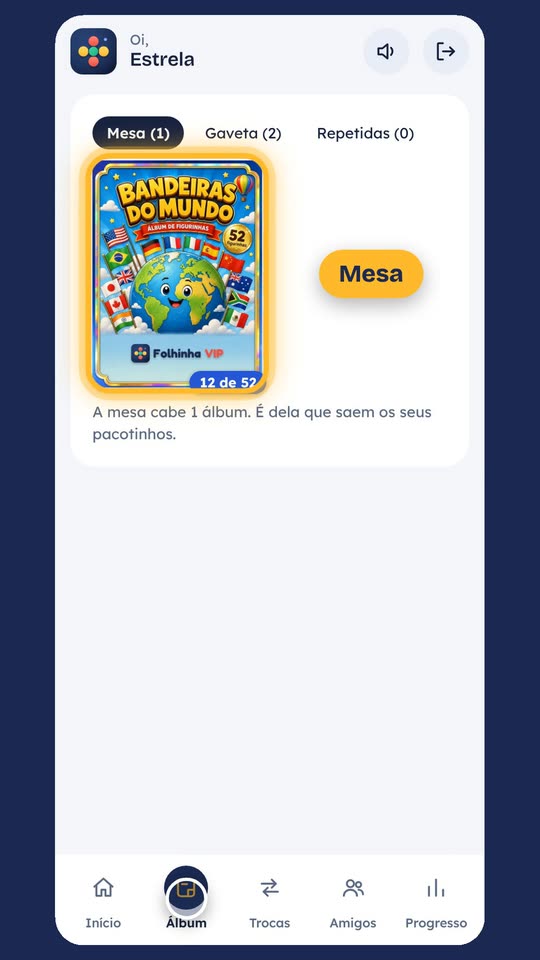 Oi,
Estrela
Mesa (1)
Gaveta (2)
Repetidas (0)
BANDEIRAS
DO MUNDO
ÁLBUM DE FIGURINHAS
52
figurinhas
Folhinha VIP
12 de 52
Mesa
A mesa cabe 1 álbum. É dela que saem os seus
pacotinhos.
Início
Álbum
Trocas
Amigos
Progresso